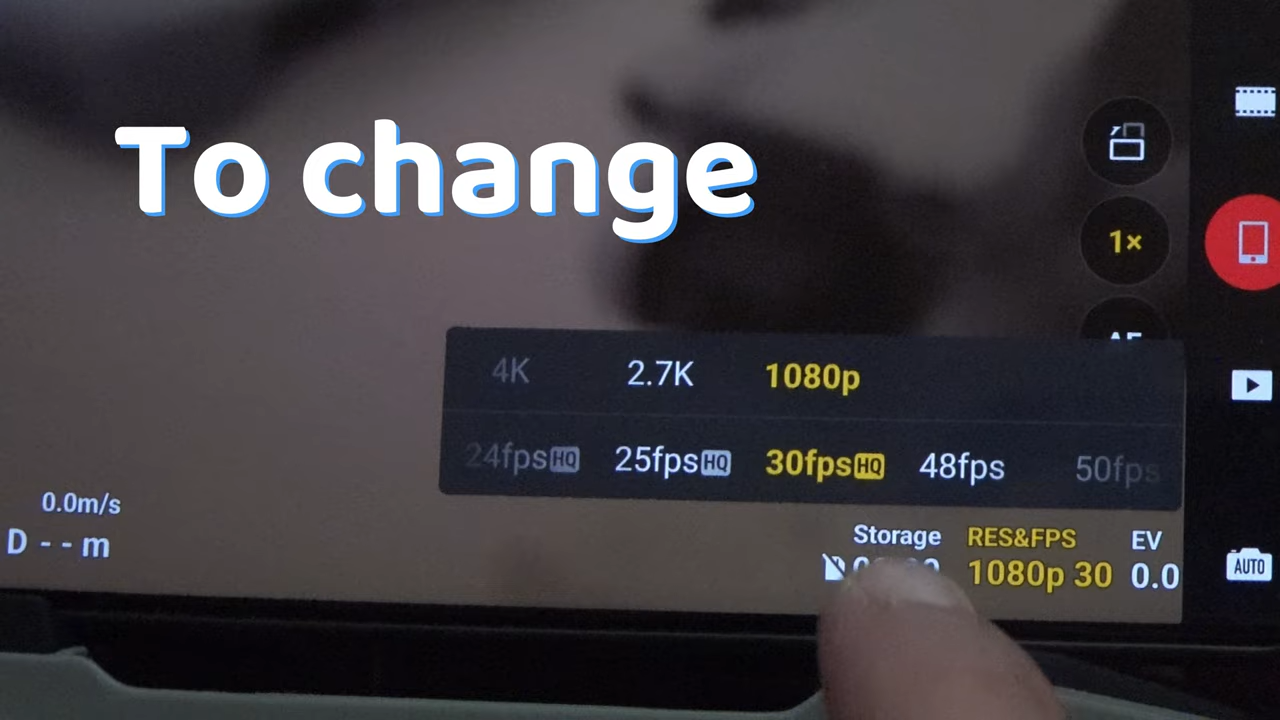 To change
1×
AF
4K 2.7K 1080p
24fps HQ 25fps HQ 30fps HQ 48fps 50fps
0.0m/s
D -- m
Storage RES&FPS EV
1080p 30 0.0
AUTO